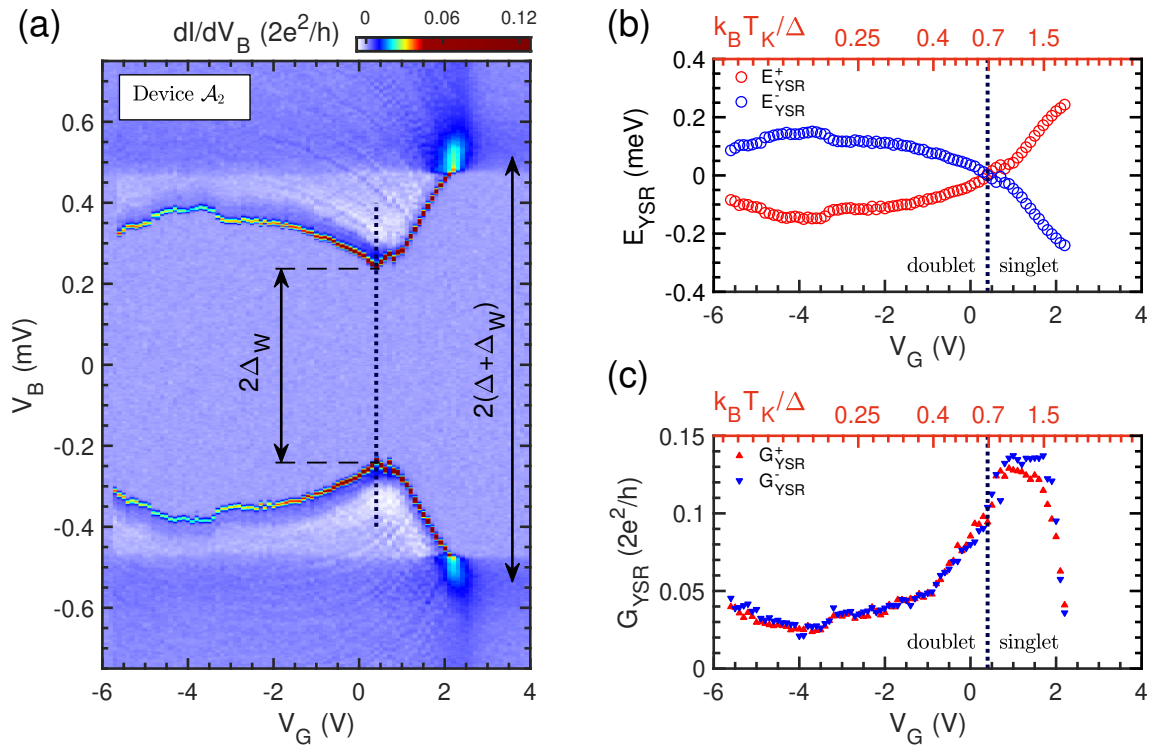 (a)
dI/dV_B (2e²/h)
0 0.06 0.12
Device 𝒜₂
0.6
0.4
0.2
0
-0.2
-0.4
-0.6
V_B (mV)
2Δ_W
2(Δ+Δ_W)
-6 -4 -2 0 2 4
V_G (V)
(b)
k_B T_K/Δ
0.25 0.4 0.7 1.5
E⁺_YSR
E⁻_YSR
0.4
0.2
0
-0.2
-0.4
E_YSR (meV)
doublet singlet
-6 -4 -2 0 2 4
V_G (V)
(c)
k_B T_K/Δ
0.25 0.4 0.7 1.5
G⁺_YSR
G⁻_YSR
0.15
0.1
0.05
0
G_YSR (2e²/h)
doublet singlet
-6 -4 -2 0 2 4
V_G (V)